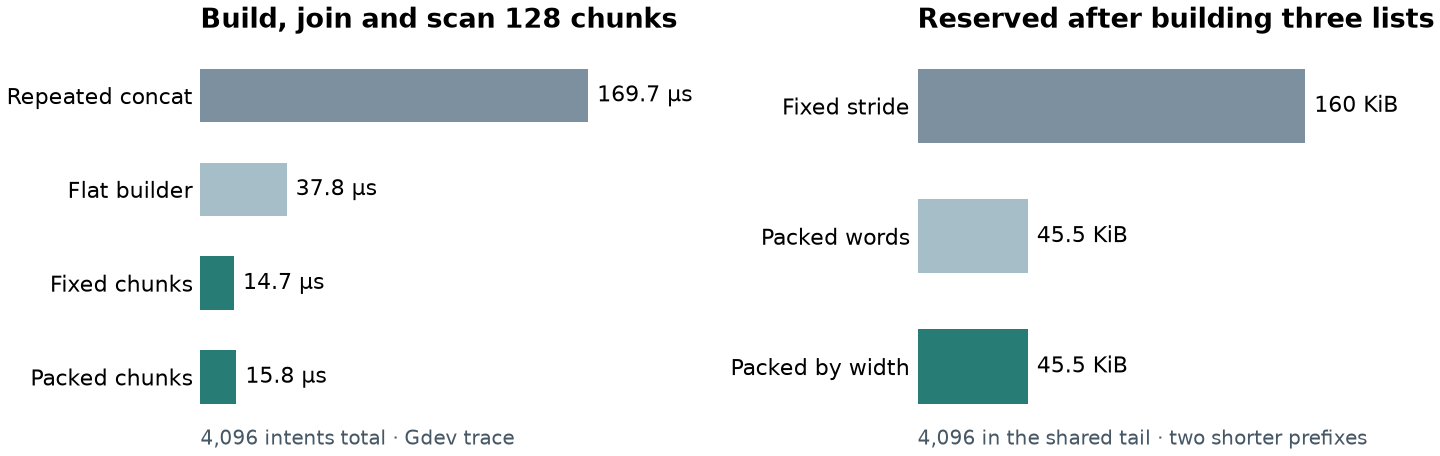 Build, join and scan 128 chunks
Repeated concat 169.7 µs
Flat builder 37.8 µs
Fixed chunks 14.7 µs
Packed chunks 15.8 µs
4,096 intents total · Gdev trace
Reserved after building three lists
Fixed stride 160 KiB
Packed words 45.5 KiB
Packed by width 45.5 KiB
4,096 in the shared tail · two shorter prefixes